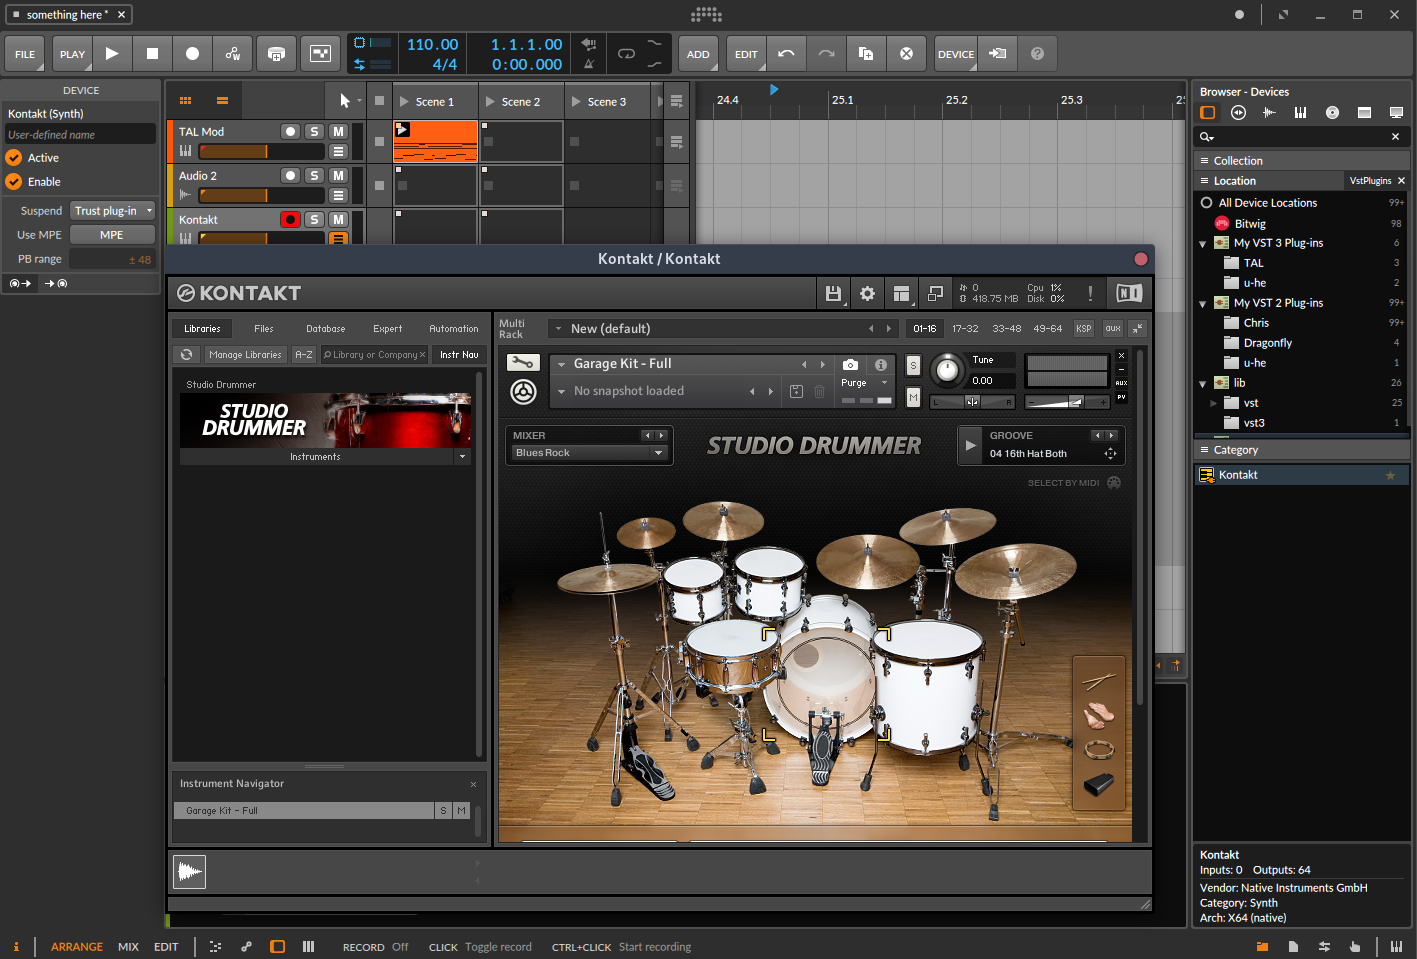 something here *
FILE
PLAY
110.00
4/4
1.1.1.00
0:00.000
ADD
EDIT
DEVICE
DEVICE
Kontakt (Synth)
User-defined name
Active
Enable
Suspend Trust plug-in
Use MPE MPE
PB range ± 48
Scene 1
Scene 2
Scene 3
TAL Mod S M
Audio 2 S M
Kontakt S M
24.4
25.1
25.2
25.3
Kontakt / Kontakt
KONTAKT
0
418.75 MB
Cpu 1%
Disk 0%
!
NI
Libraries
Files
Database
Expert
Automation
Manage Libraries
A-Z
Library or Company
Instr Nav
Studio Drummer
STUDIO
DRUMMER
Instruments
Multi
Rack
New (default)
01-16
17-32
33-48
49-64
KSP
aux
Garage Kit - Full
No snapshot loaded
Purge
S
M
Tune
0.00
L
R
AUX
PV
MIXER
Blues Rock
STUDIO DRUMMER
GROOVE
04 16th Hat Both
SELECT BY MIDI
Instrument Navigator
Garage Kit - Full S M
Browser - Devices
Collection
Location VstPlugins
All Device Locations 99+
Bitwig 98
My VST 3 Plug-ins 6
TAL 3
u-he 2
My VST 2 Plug-ins 99+
Chris 99+
Dragonfly 4
u-he 1
lib 26
vst 25
vst3 1
Category
Kontakt
Kontakt
Inputs: 0 Outputs: 64
Vendor: Native Instruments GmbH
Category: Synth
Arch: X64 (native)
i
ARRANGE
MIX
EDIT
RECORD Off
CLICK Toggle record
CTRL+CLICK Start recording